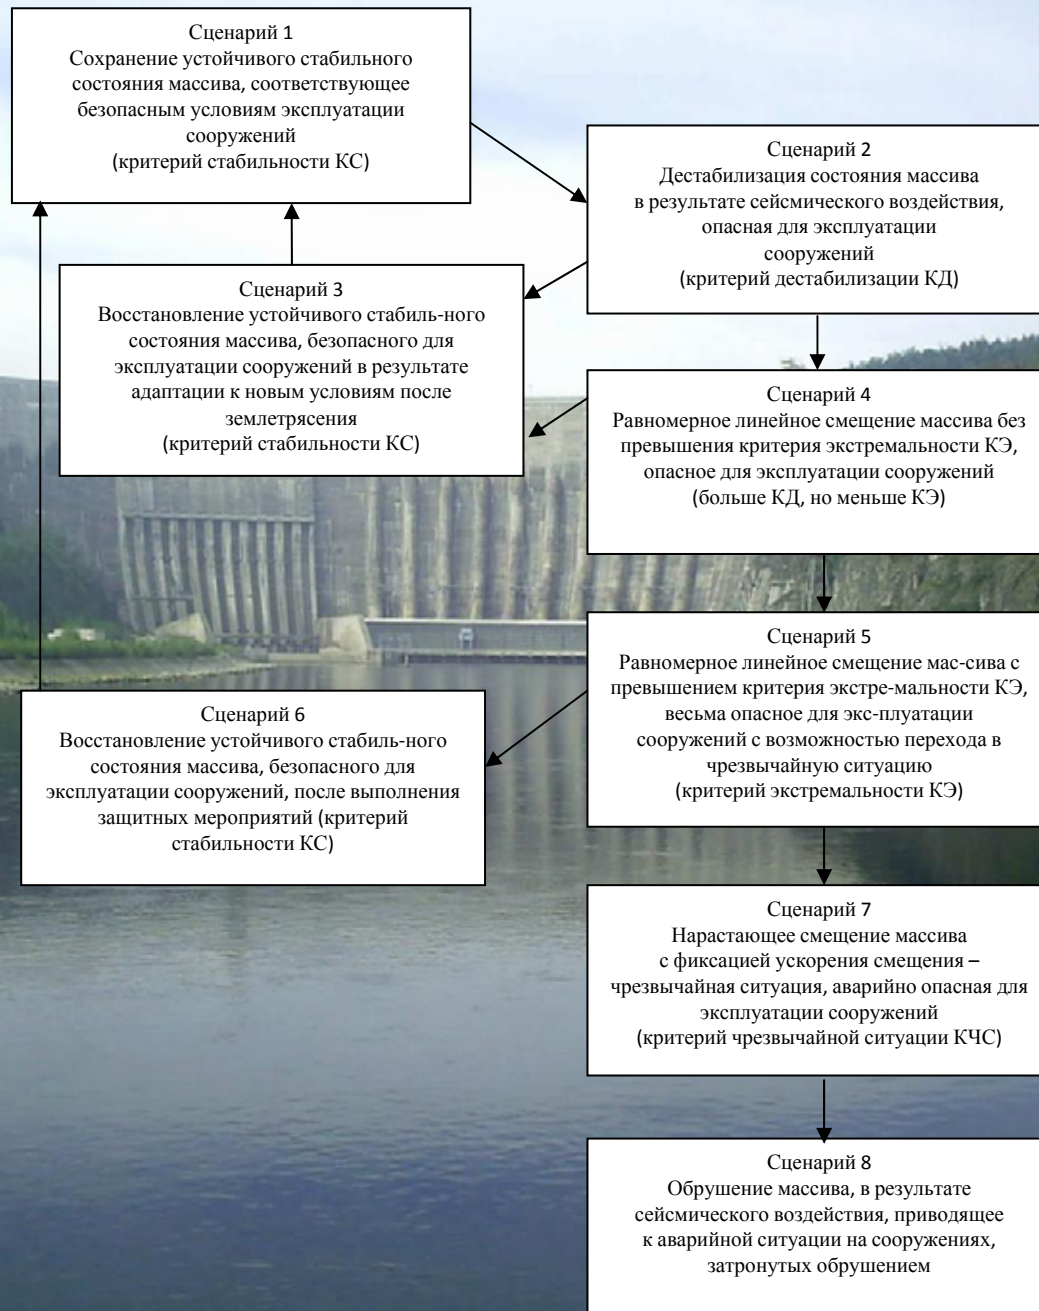 Сценарий 1
Сохранение устойчивого стабильного
состояния массива, соответствующее
безопасным условиям эксплуатации
сооружений
(критерий стабильности КС)
Сценарий 2
Дестабилизация состояния массива
в результате сейсмического воздействия,
опасная для эксплуатации
сооружений
(критерий дестабилизации КД)
Сценарий 3
Восстановление устойчивого стабиль-ного
состояния массива, безопасного для
эксплуатации сооружений в результате
адаптации к новым условиям после
землетрясения
(критерий стабильности КС)
Сценарий 4
Равномерное линейное смещение массива без
превышения критерия экстремальности КЭ,
опасное для эксплуатации сооружений
(больше КД, но меньше КЭ)
Сценарий 5
Равномерное линейное смещение мас-сива с
превышением критерия экстре-мальности КЭ,
весьма опасное для экс-плуатации
сооружений с возможностью перехода в
чрезвычайную ситуацию
(критерий экстремальности КЭ)
Сценарий 6
Восстановление устойчивого стабиль-ного
состояния массива, безопасного для
эксплуатации сооружений, после выполнения
защитных мероприятий (критерий
стабильности КС)
Сценарий 7
Нарастающее смещение массива
с фиксацией ускорения смещения –
чрезвычайная ситуация, аварийно опасная для
эксплуатации сооружений
(критерий чрезвычайной ситуации КЧС)
Сценарий 8
Обрушение массива, в результате
сейсмического воздействия, приводящее
к аварийной ситуации на сооружениях,
затронутых обрушением